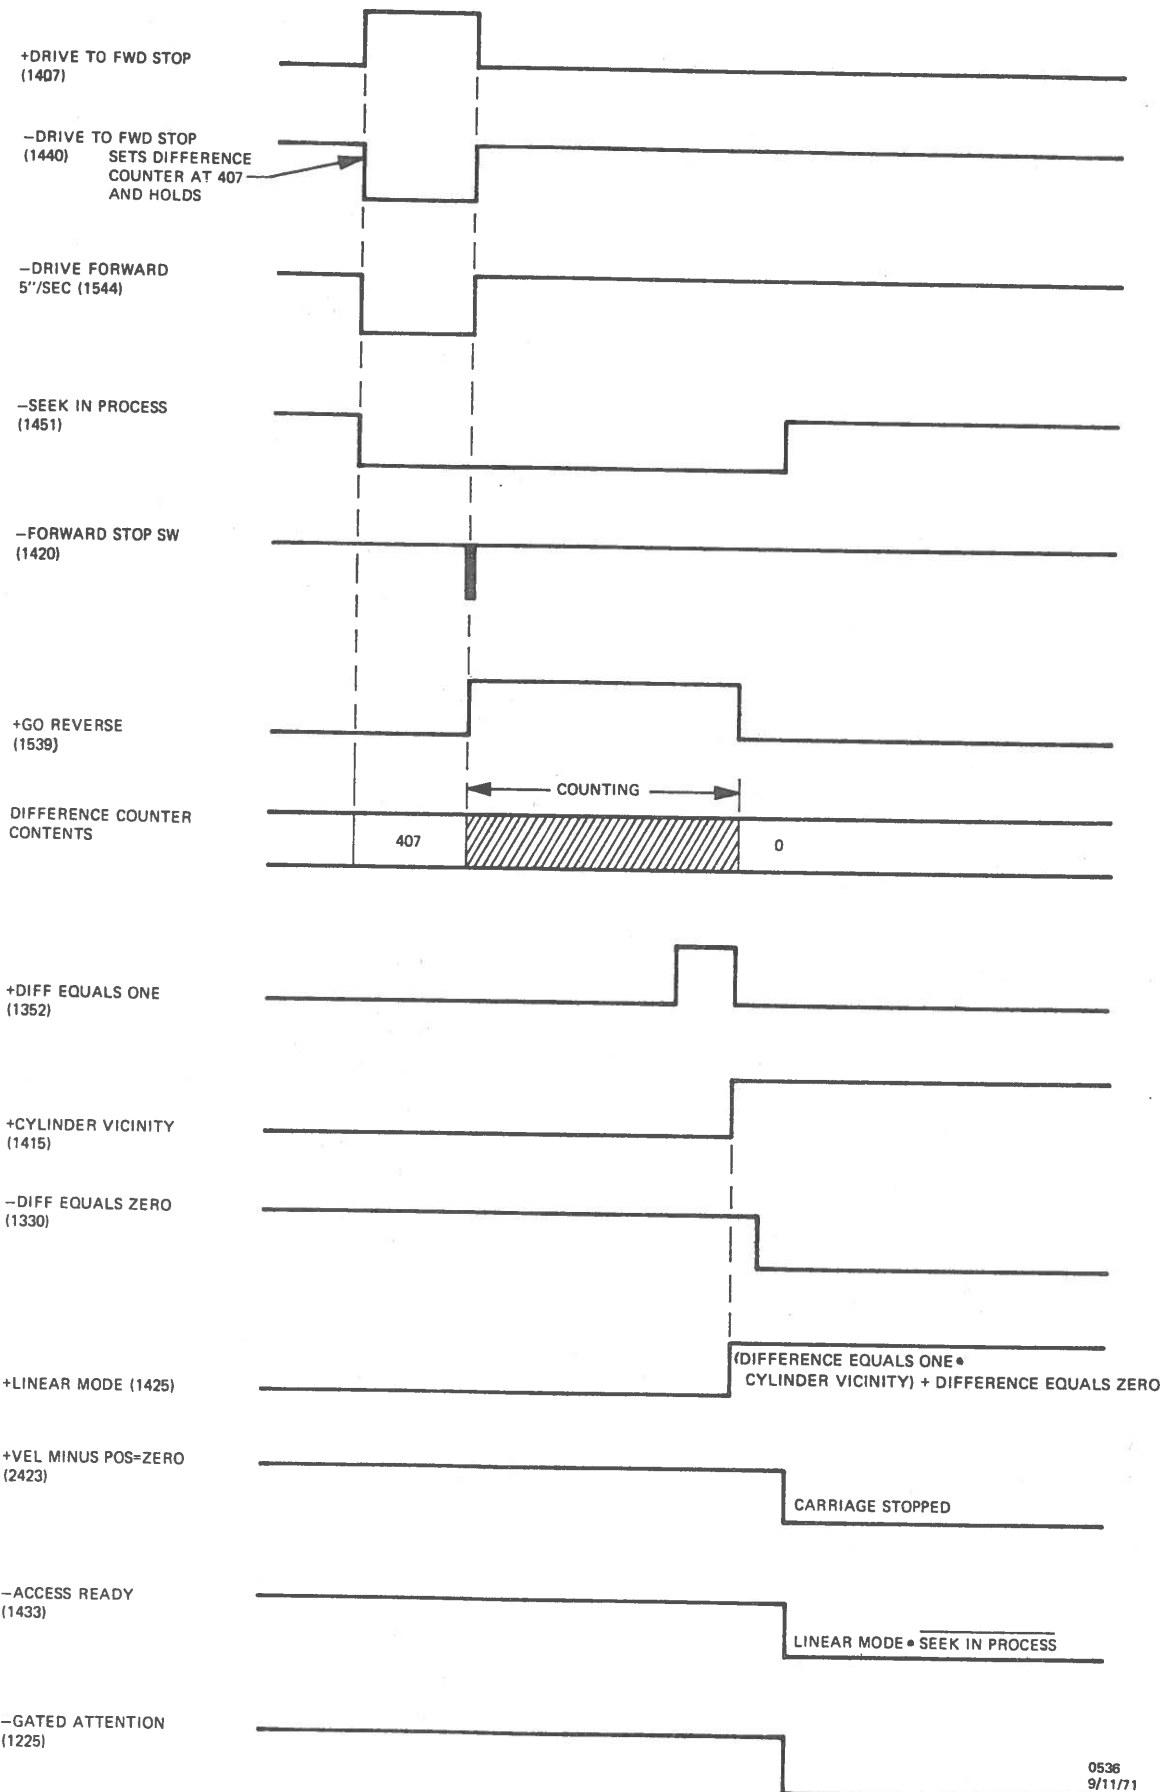 +DRIVE TO FWD STOP
(1407)
−DRIVE TO FWD STOP
(1440) SETS DIFFERENCE
COUNTER AT 407
AND HOLDS
−DRIVE FORWARD
5″/SEC (1544)
−SEEK IN PROCESS
(1451)
−FORWARD STOP SW
(1420)
+GO REVERSE
(1539)
COUNTING
DIFFERENCE COUNTER
CONTENTS
407
0
+DIFF EQUALS ONE
(1352)
+CYLINDER VICINITY
(1415)
−DIFF EQUALS ZERO
(1330)
(DIFFERENCE EQUALS ONE•
CYLINDER VICINITY) + DIFFERENCE EQUALS ZERO
+LINEAR MODE (1425)
+VEL MINUS POS=ZERO
(2423)
CARRIAGE STOPPED
−ACCESS READY
(1433)
LINEAR MODE • SEEK IN PROCESS
−GATED ATTENTION
(1225)
0536
9/11/71